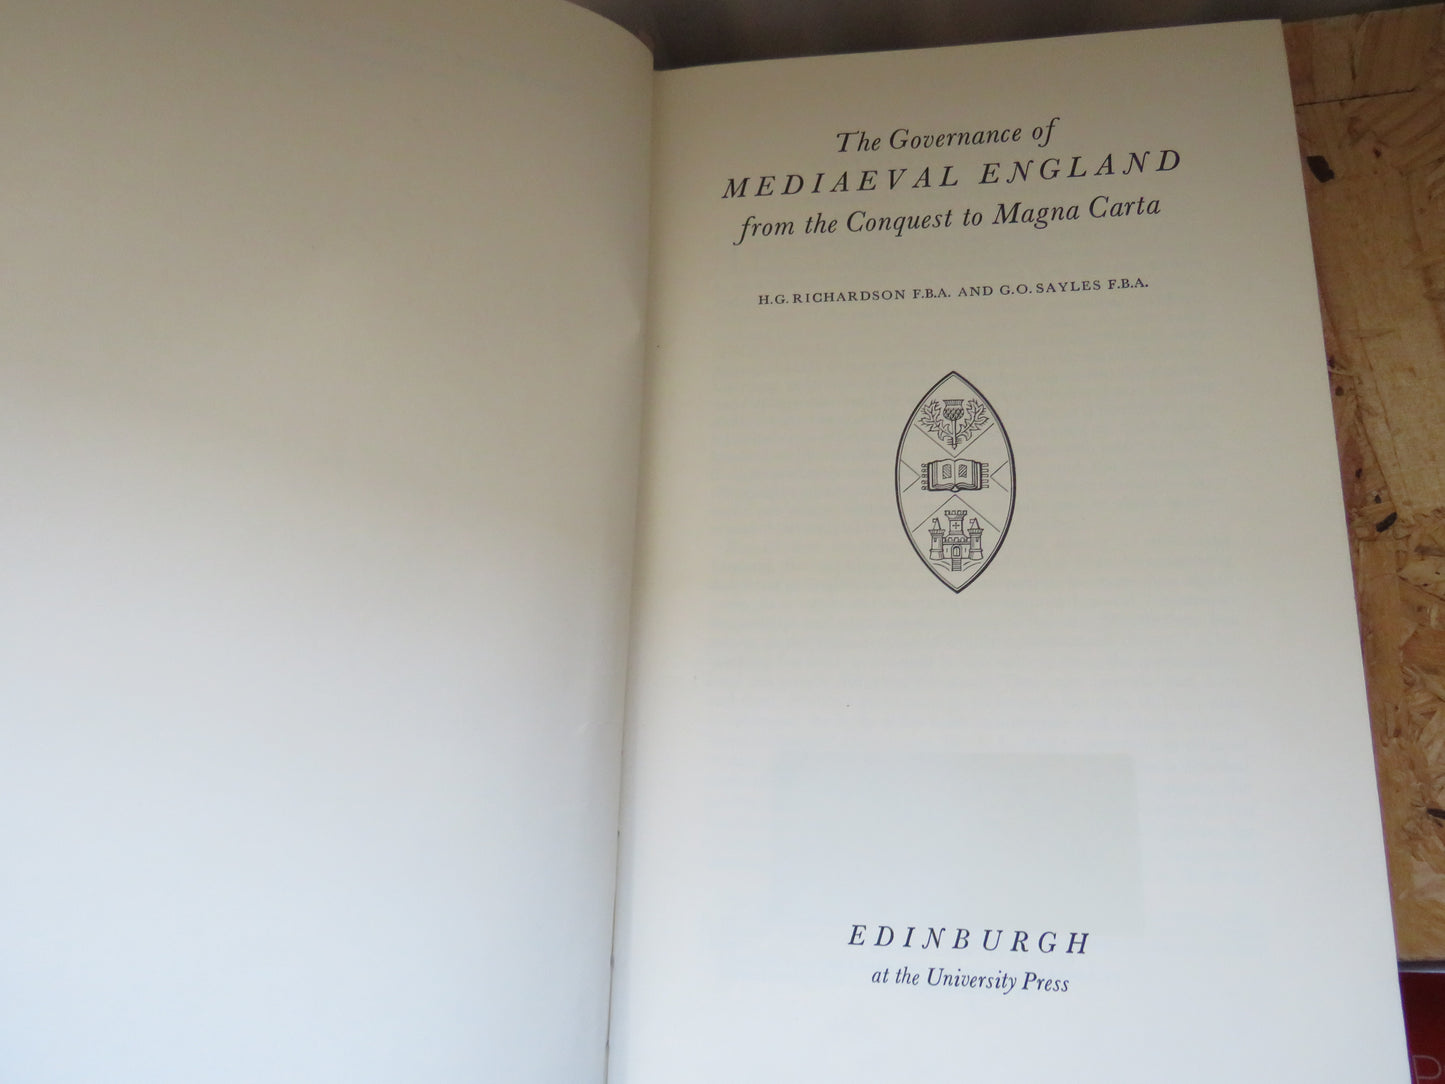 The Governance of
MEDIAEVAL ENGLAND
from the Conquest to Magna Carta
H.G. RICHARDSON F.B.A. AND G.O. SAYLES F.B.A.
EDINBURGH
at the University Press